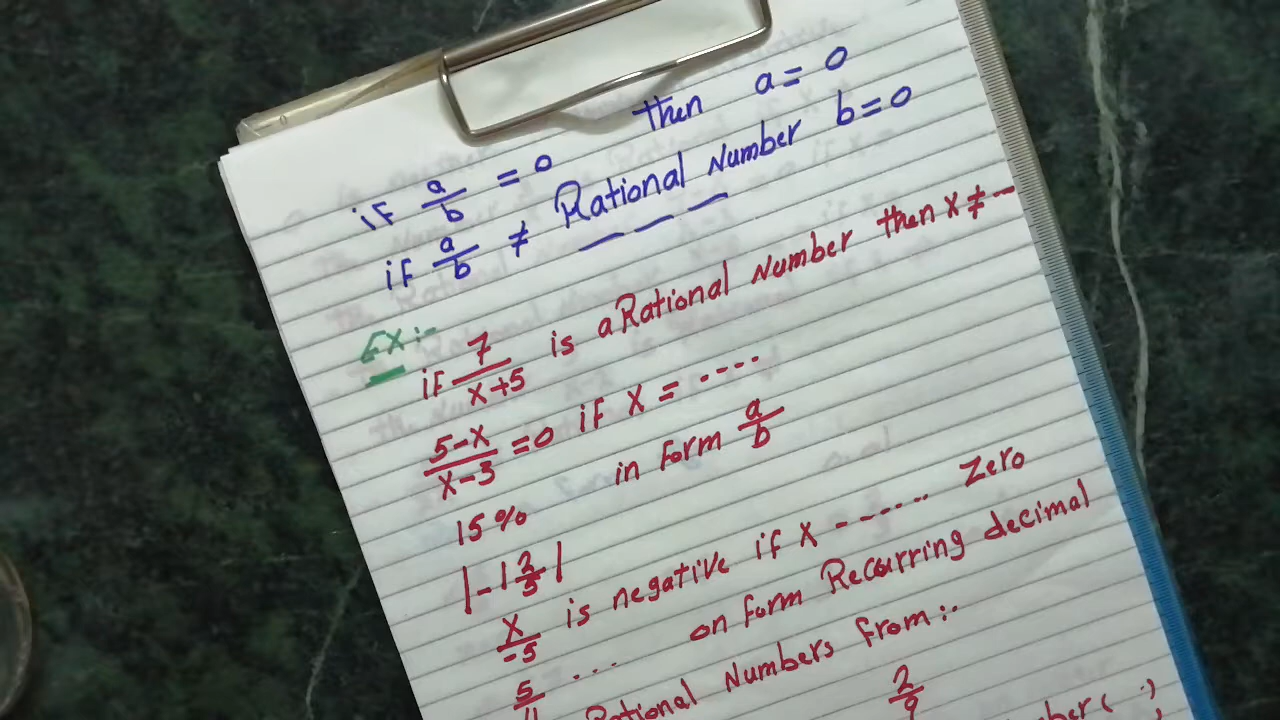 if a/b = 0 then a = 0
if a/b ≠ Rational Number b = 0
Ex :-
if 7/x+5 is a Rational Number then x ≠ --
5-x/x-3 = 0 if x = ----
15% in form a/b
|-1 2/5|
x/-5 is negative if x ------ Zero
5/11 ... on form Recurring decimal
Rational Numbers from :-
2/9